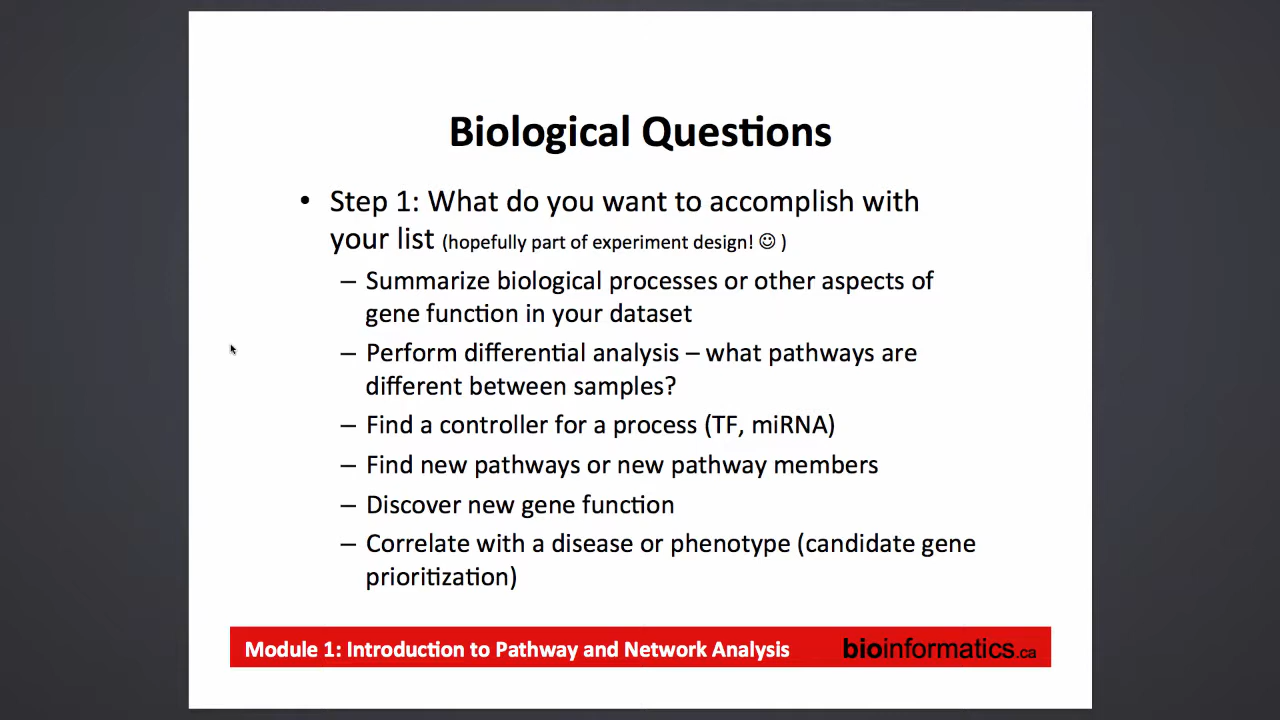 Biological Questions
• Step 1: What do you want to accomplish with
your list (hopefully part of experiment design! ☺ )
– Summarize biological processes or other aspects of
gene function in your dataset
– Perform differential analysis – what pathways are
different between samples?
– Find a controller for a process (TF, miRNA)
– Find new pathways or new pathway members
– Discover new gene function
– Correlate with a disease or phenotype (candidate gene
prioritization)
Module 1: Introduction to Pathway and Network Analysis
bioinformatics.ca